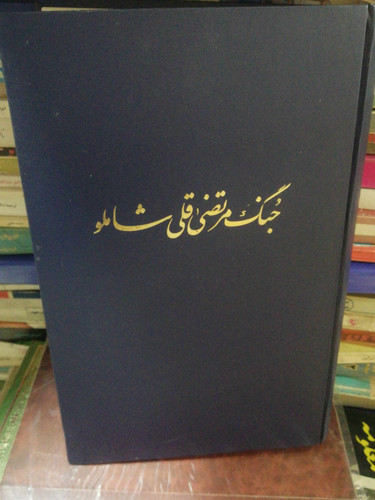 جُنگ مرتضیٰ قلی شاملو